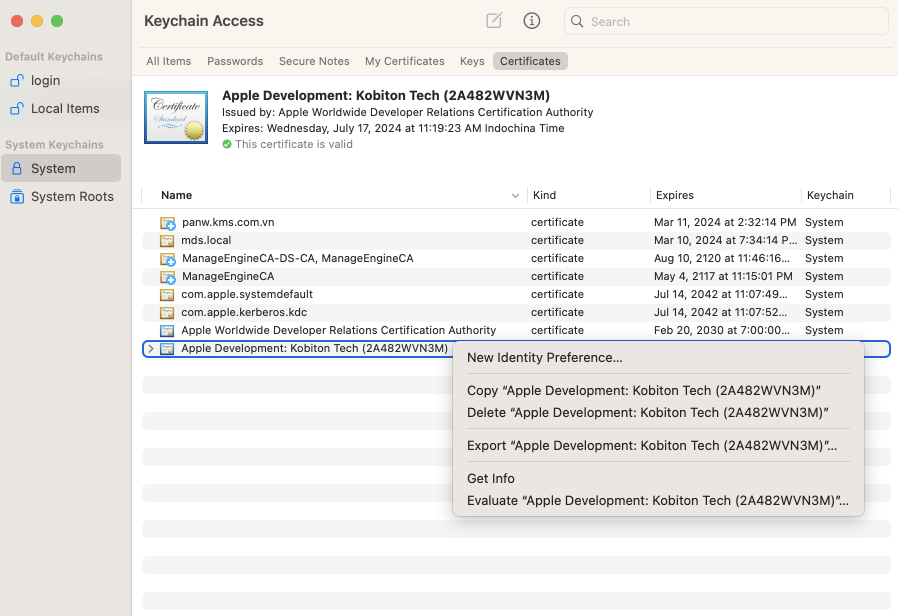 Keychain Access
Search
Default Keychains
login
Local Items
System Keychains
System
System Roots
All Items Passwords Secure Notes My Certificates Keys Certificates
Certificate
Standard
Apple Development: Kobiton Tech (2A482WVN3M)
Issued by: Apple Worldwide Developer Relations Certification Authority
Expires: Wednesday, July 17, 2024 at 11:19:23 AM Indochina Time
This certificate is valid
Name Kind Expires Keychain
panw.kms.com.vn certificate Mar 11, 2024 at 2:32:14 PM System
mds.local certificate Mar 10, 2024 at 7:34:14 P... System
ManageEngineCA-DS-CA, ManageEngineCA certificate Aug 10, 2120 at 11:46:16... System
ManageEngineCA certificate May 4, 2117 at 11:15:01 PM System
com.apple.systemdefault certificate Jul 14, 2042 at 11:07:49... System
com.apple.kerberos.kdc certificate Jul 14, 2042 at 11:07:52... System
Apple Worldwide Developer Relations Certification Authority certificate Feb 20, 2030 at 7:00:00... System
Apple Development: Kobiton Tech (2A482WVN3M)
New Identity Preference...
Copy “Apple Development: Kobiton Tech (2A482WVN3M)”
Delete “Apple Development: Kobiton Tech (2A482WVN3M)”
Export “Apple Development: Kobiton Tech (2A482WVN3M)”...
Get Info
Evaluate “Apple Development: Kobiton Tech (2A482WVN3M)”...